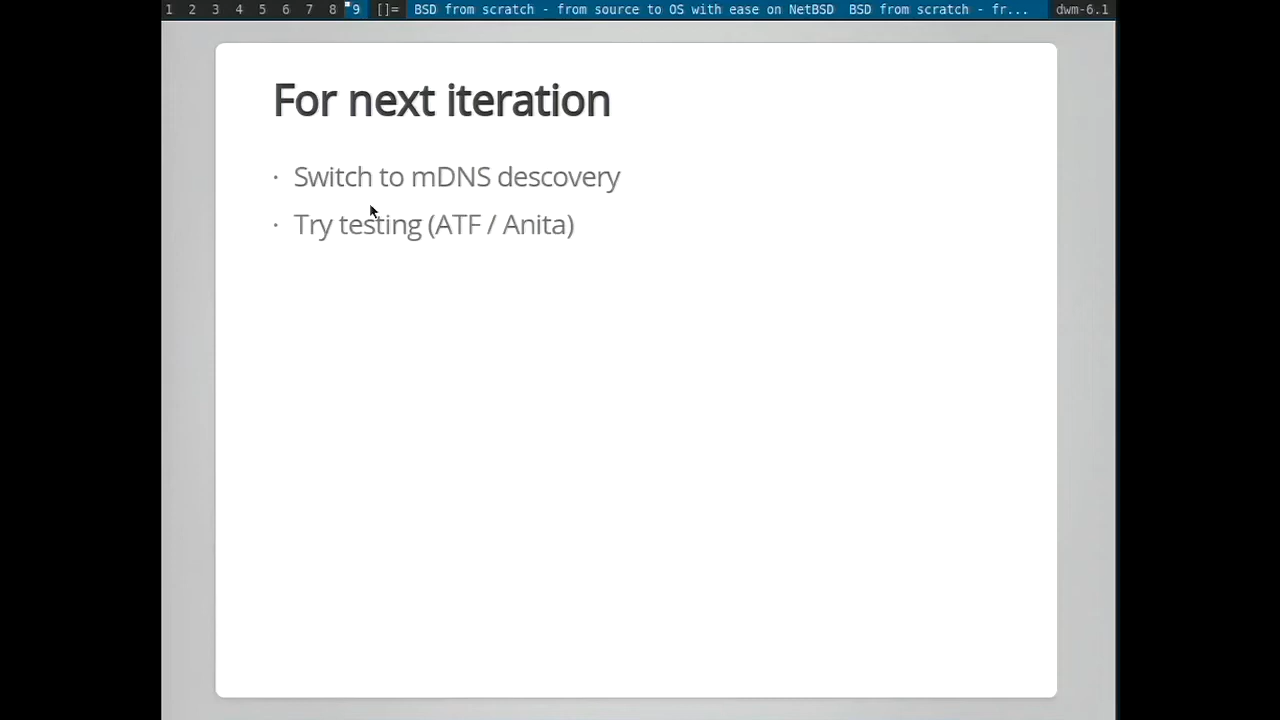 1 2 3 4 5 6 7 8 9 []= BSD from scratch - from source to OS with ease on NetBSD BSD from scratch - fr... dwm-6.1
For next iteration
· Switch to mDNS descovery
· Try testing (ATF / Anita)